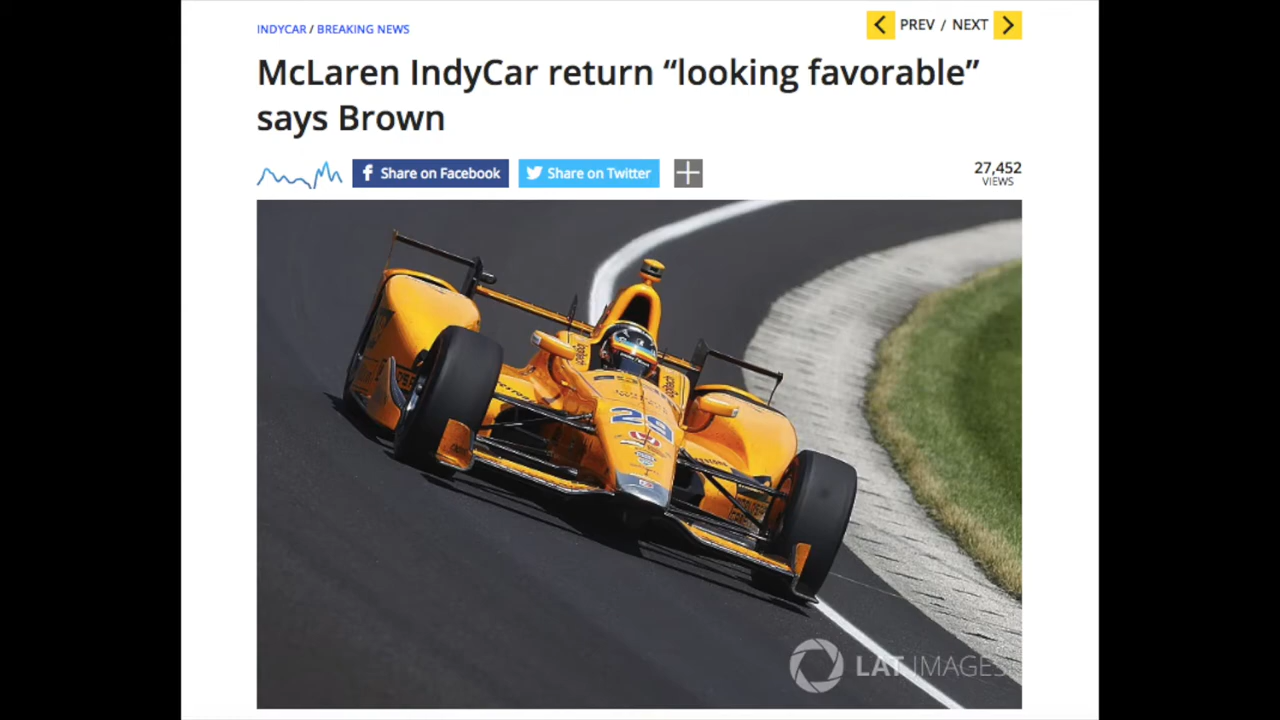 INDYCAR / BREAKING NEWS
PREV / NEXT
McLaren IndyCar return “looking favorable”
says Brown
Share on Facebook
Share on Twitter
27,452
VIEWS
29
LAT IMAGES